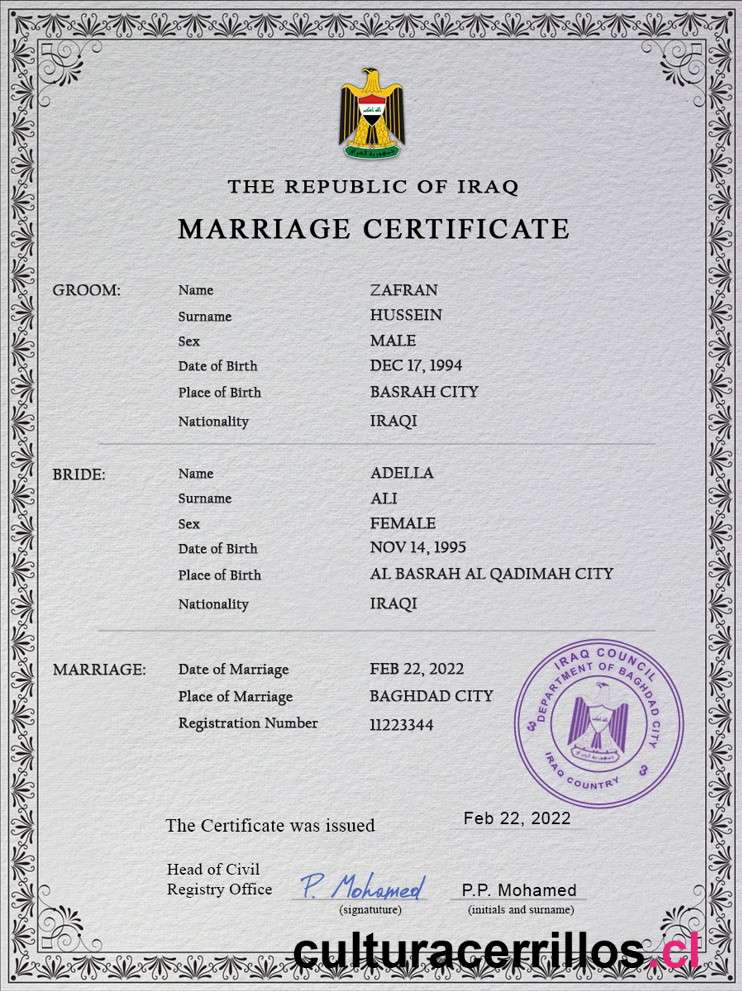 THE REPUBLIC OF IRAQ
MARRIAGE CERTIFICATE
GROOM: Name ZAFRAN
Surname HUSSEIN
Sex MALE
Date of Birth DEC 17, 1994
Place of Birth BASRAH CITY
Nationality IRAQI
BRIDE: Name ADELLA
Surname ALI
Sex FEMALE
Date of Birth NOV 14, 1995
Place of Birth AL BASRAH AL QADIMAH CITY
Nationality IRAQI
MARRIAGE: Date of Marriage FEB 22, 2022
Place of Marriage BAGHDAD CITY
Registration Number 11223344
IRAQ COUNCIL
DEPARTMENT OF BAGHDAD CITY
IRAQ COUNTRY
The Certificate was issued Feb 22, 2022
Head of Civil
Registry Office P. Mohamed P.P. Mohamed
(signatuture) (initials and surname)
culturacerrillos.cl